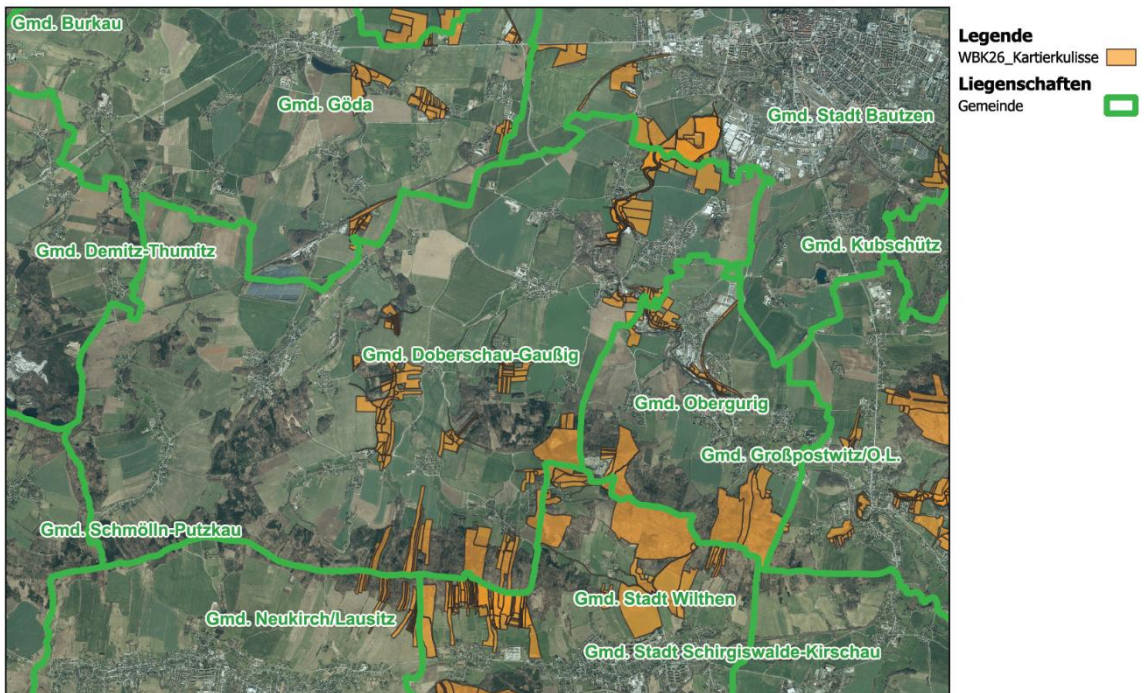 Gmd. Burkau
Gmd. Göda
Gmd. Stadt Bautzen
Gmd. Demitz-Thumitz
Gmd. Kubschütz
Gmd. Doberschau-Gaußig
Gmd. Obergurig
Gmd. Großpostwitz/O.L.
Gmd. Schmölln-Putzkau
Gmd. Neukirch/Lausitz
Gmd. Stadt Wilthen
Gmd. Stadt Schirgiswalde-Kirschau
Legende
WBK26_Kartierkulisse
Liegenschaften
Gemeinde